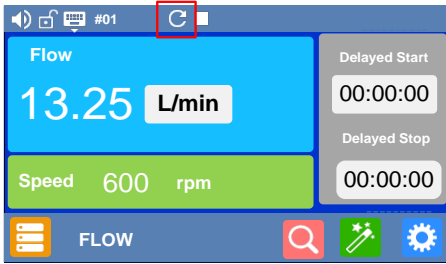 #01
Flow
13.25 L/min
Speed 600 rpm
Delayed Start
00:00:00
Delayed Stop
00:00:00
FLOW